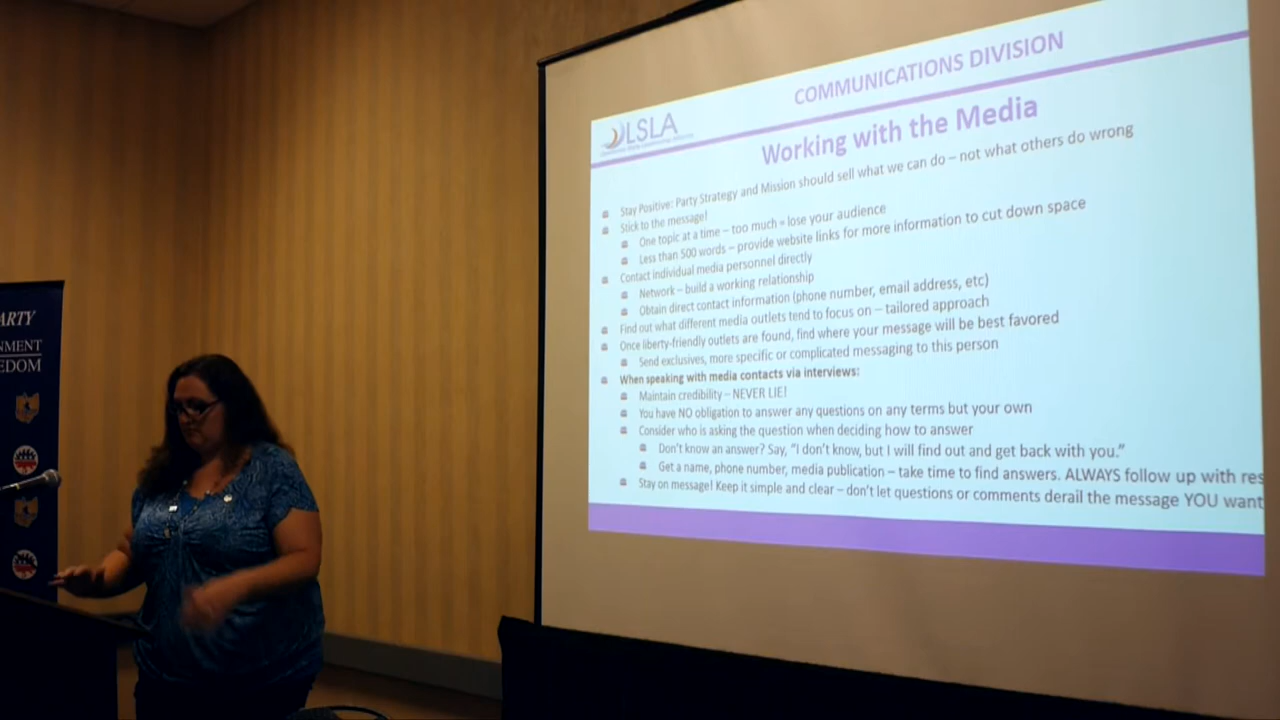 ARTY
NMENT
EDOM
COMMUNICATIONS DIVISION
LSLA
Working with the Media
Stay Positive: Party Strategy and Mission should sell what we can do – not what others do wrong
Stick to the message!
One topic at a time – too much = lose your audience
Less than 500 words – provide website links for more information to cut down space
Contact individual media personnel directly
Network – build a working relationship
Obtain direct contact information (phone number, email address, etc)
Find out what different media outlets tend to focus on – tailored approach
Once liberty-friendly outlets are found, find where your message will be best favored
Send exclusives, more specific or complicated messaging to this person
When speaking with media contacts via interviews:
Maintain credibility – NEVER LIE!
You have NO obligation to answer any questions on any terms but your own
Consider who is asking the question when deciding how to answer
Don't know an answer? Say, "I don't know, but I will find out and get back with you."
Get a name, phone number, media publication – take time to find answers. ALWAYS follow up with res
Stay on message! Keep it simple and clear – don't let questions or comments derail the message YOU want